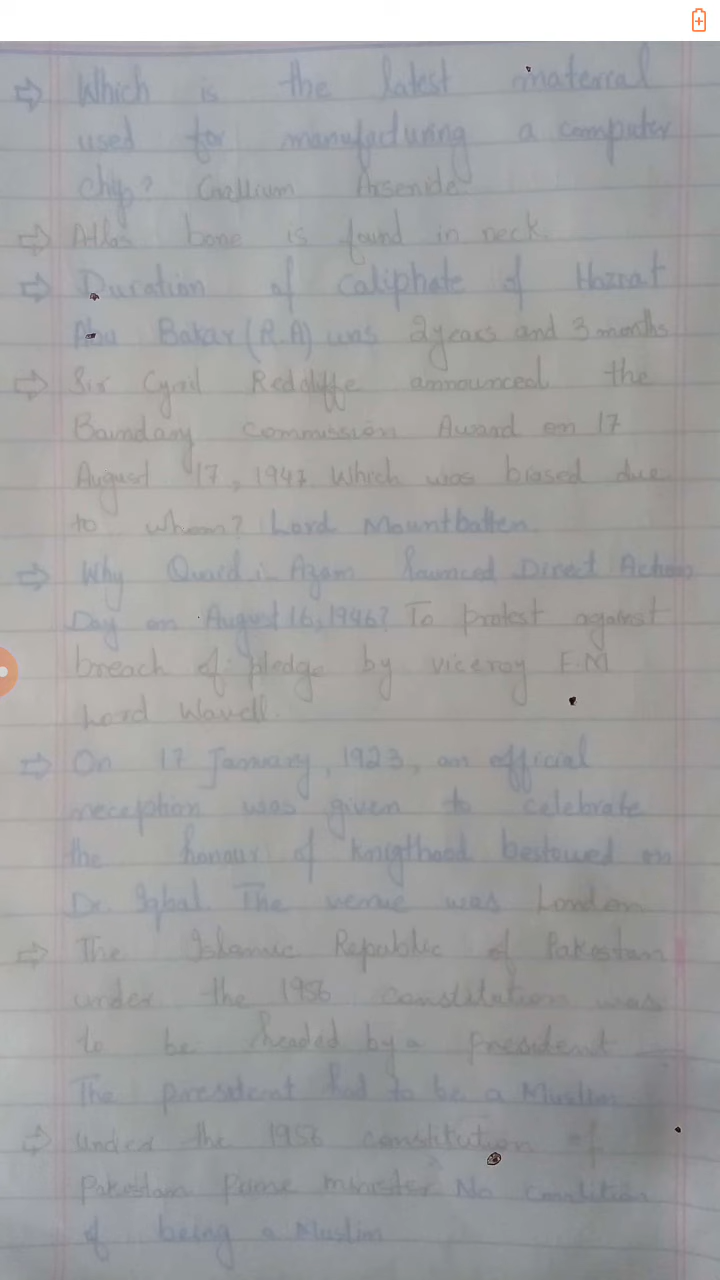 ⇒ Which is the latest material
used for manufacturing a computer
chip? Gallium Arsenide
⇒ Atlas bone is found in neck.
⇒ Duration of caliphate of Hazrat
Abu Bakar (R.A) was 2 years and 3 months
⇒ Sir Cyril Redcliffe announced the
Boundary Commission Award on 17
August 17, 1947 Which was biased due
to whom? Lord Mountbatten
⇒ Why Quaid i Azam launced Direct Action
Day on August 16, 1946? To protest against
breach of pledge by viceroy F.M
Lord Wavell.
⇒ On 17 January, 1923, an official
reception was given to celebrate
the honour of knigthood bestowed on
Dr. Iqbal. The venue was London
⇒ The Islamic Republic of Pakistan
under the 1956 constitution was
to be headed by a president
The president had to be a Muslim
⇒ Under the 1956 constitution of
Pakistan Prime minister No condition
of being a Muslim